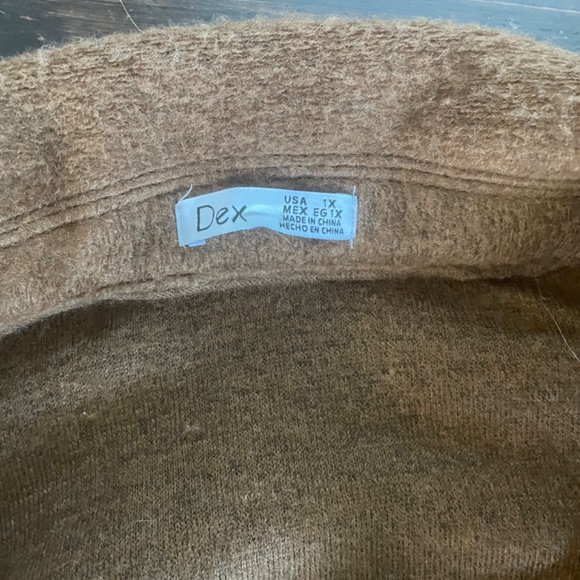 Dex
USA 1X
MEX EG 1X
MADE IN CHINA
HECHO EN CHINA